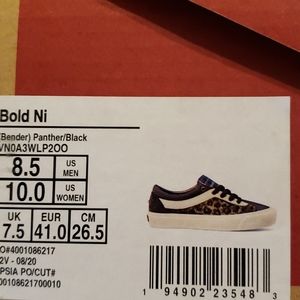 Bold Ni
(Bender) Panther/Black
VN0A3WLP2OO
8.5 US MEN
10.0 US WOMEN
UK EUR CM
7.5 41.0 26.5
O#4001086217
2V - 08/20
PSIA PO/CUT#
00108621700010
1 94902 23548 3